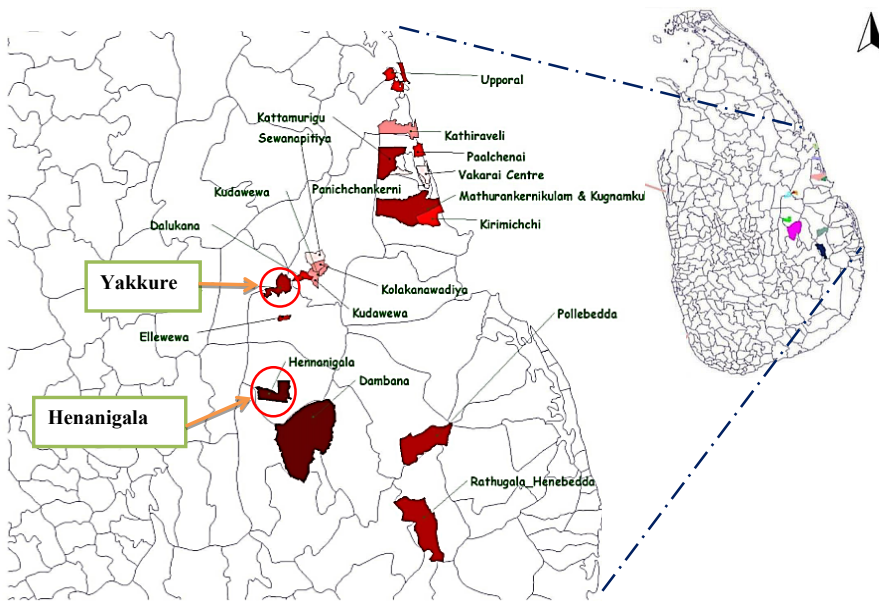 Upporal
Kattamurigu
Sewanapitiya
Kathiraveli
Paalchenai
Vakarai Centre
Kudawewa
Panichchankerni
Mathurankernikulam & Kugnamkul
Kirimichchi
Dalukana
Yakkure
Kolakanawadiya
Kudawewa
Pollebedda
Ellewewa
Hennanigala
Dambana
Henanigala
Rathugala_Henebedda